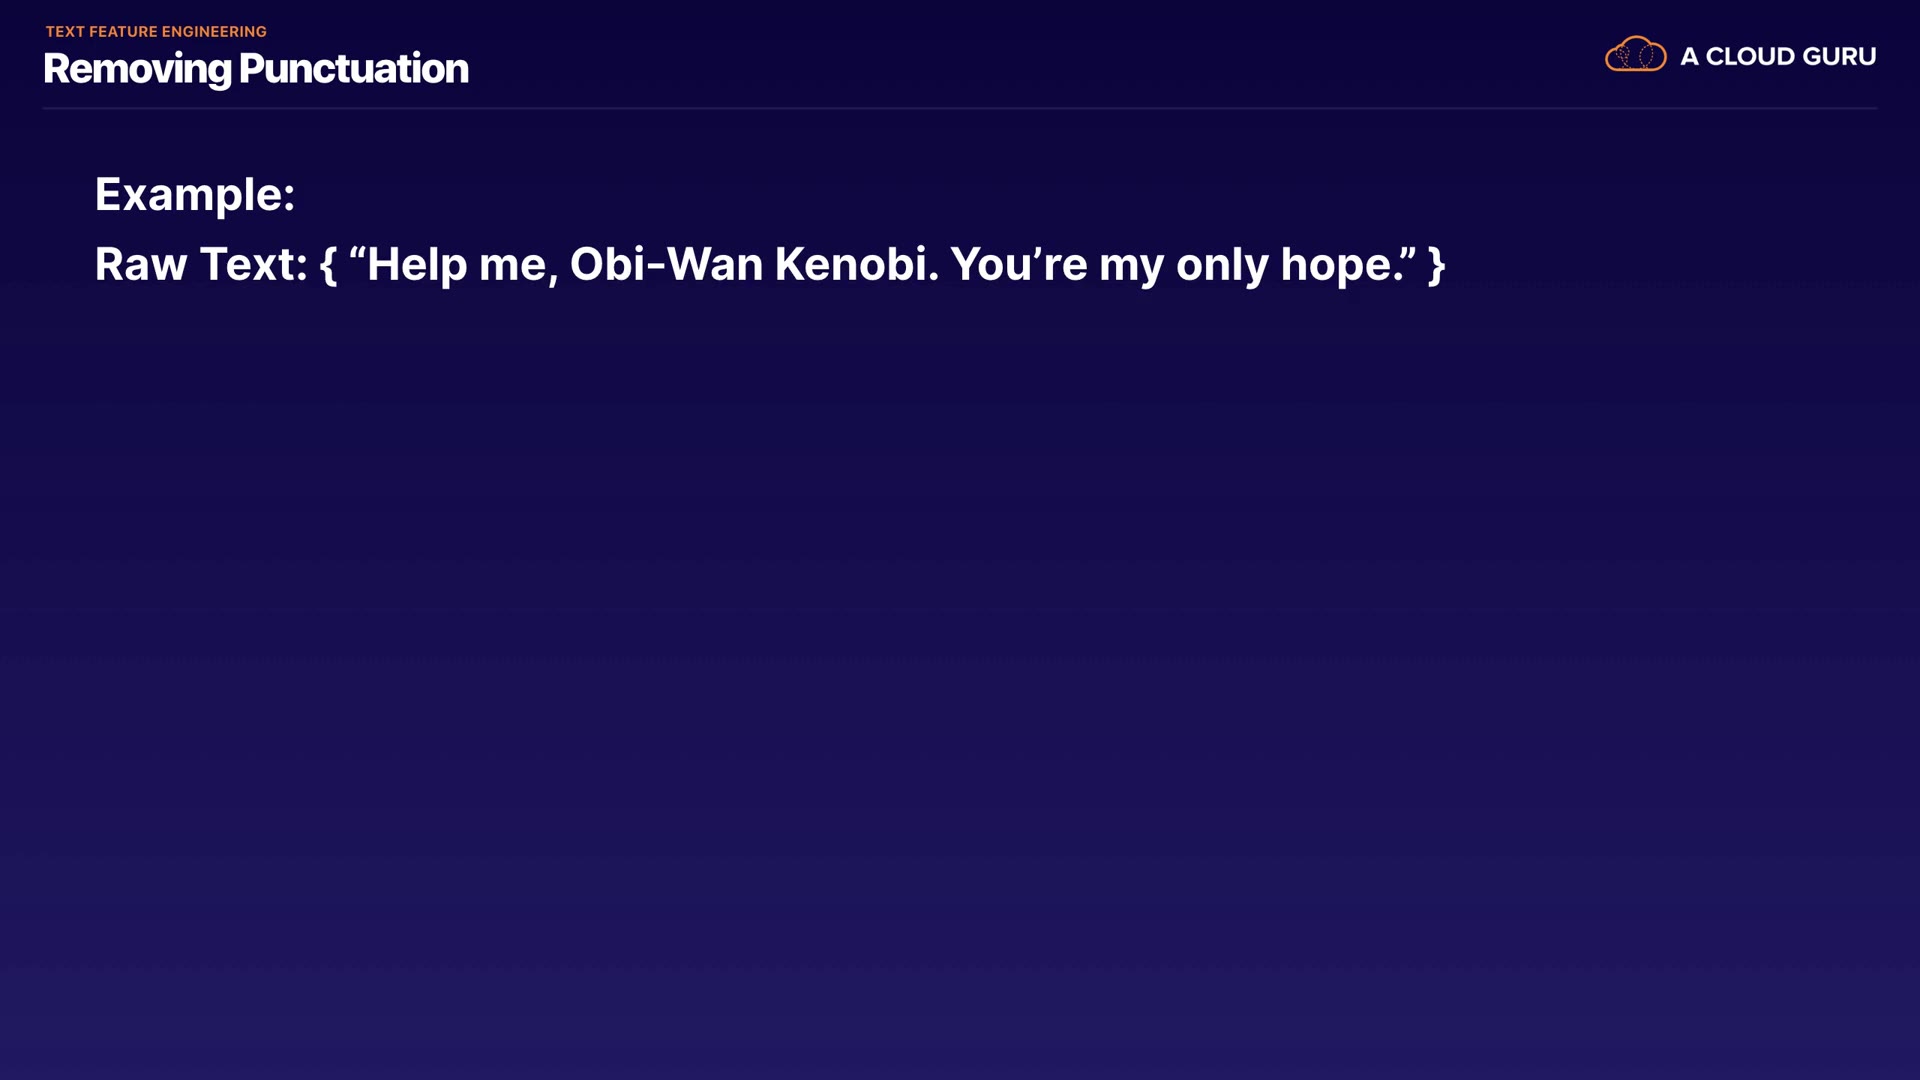 TEXT FEATURE ENGINEERING
Removing Punctuation
A CLOUD GURU
Example:
Raw Text: { “Help me, Obi-Wan Kenobi. You’re my only hope.” }